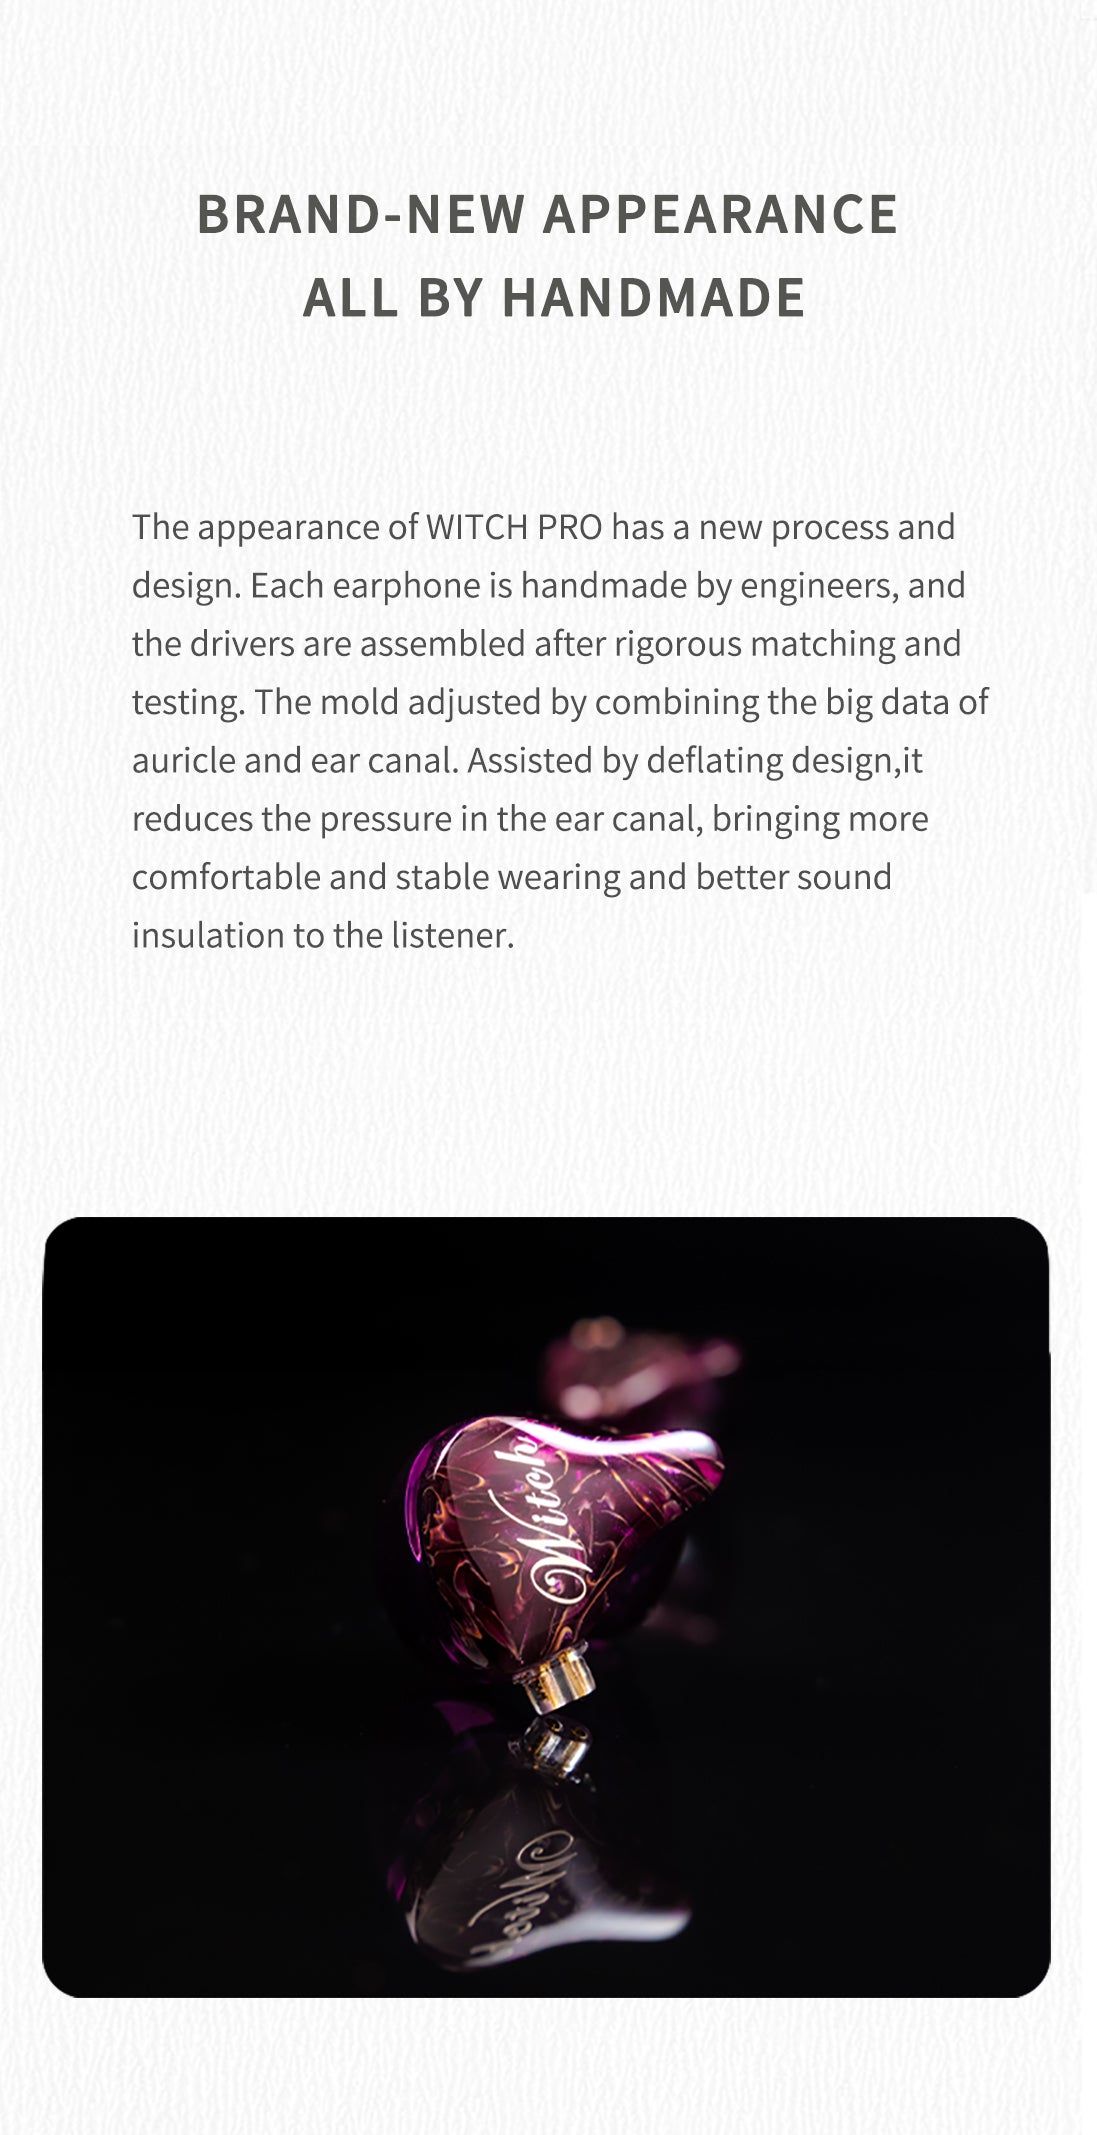 BRAND-NEW APPEARANCE
ALL BY HANDMADE
The appearance of WITCH PRO has a new process and
design. Each earphone is handmade by engineers, and
the drivers are assembled after rigorous matching and
testing. The mold adjusted by combining the big data of
auricle and ear canal. Assisted by deflating design,it
reduces the pressure in the ear canal, bringing more
comfortable and stable wearing and better sound
insulation to the listener.
Witch